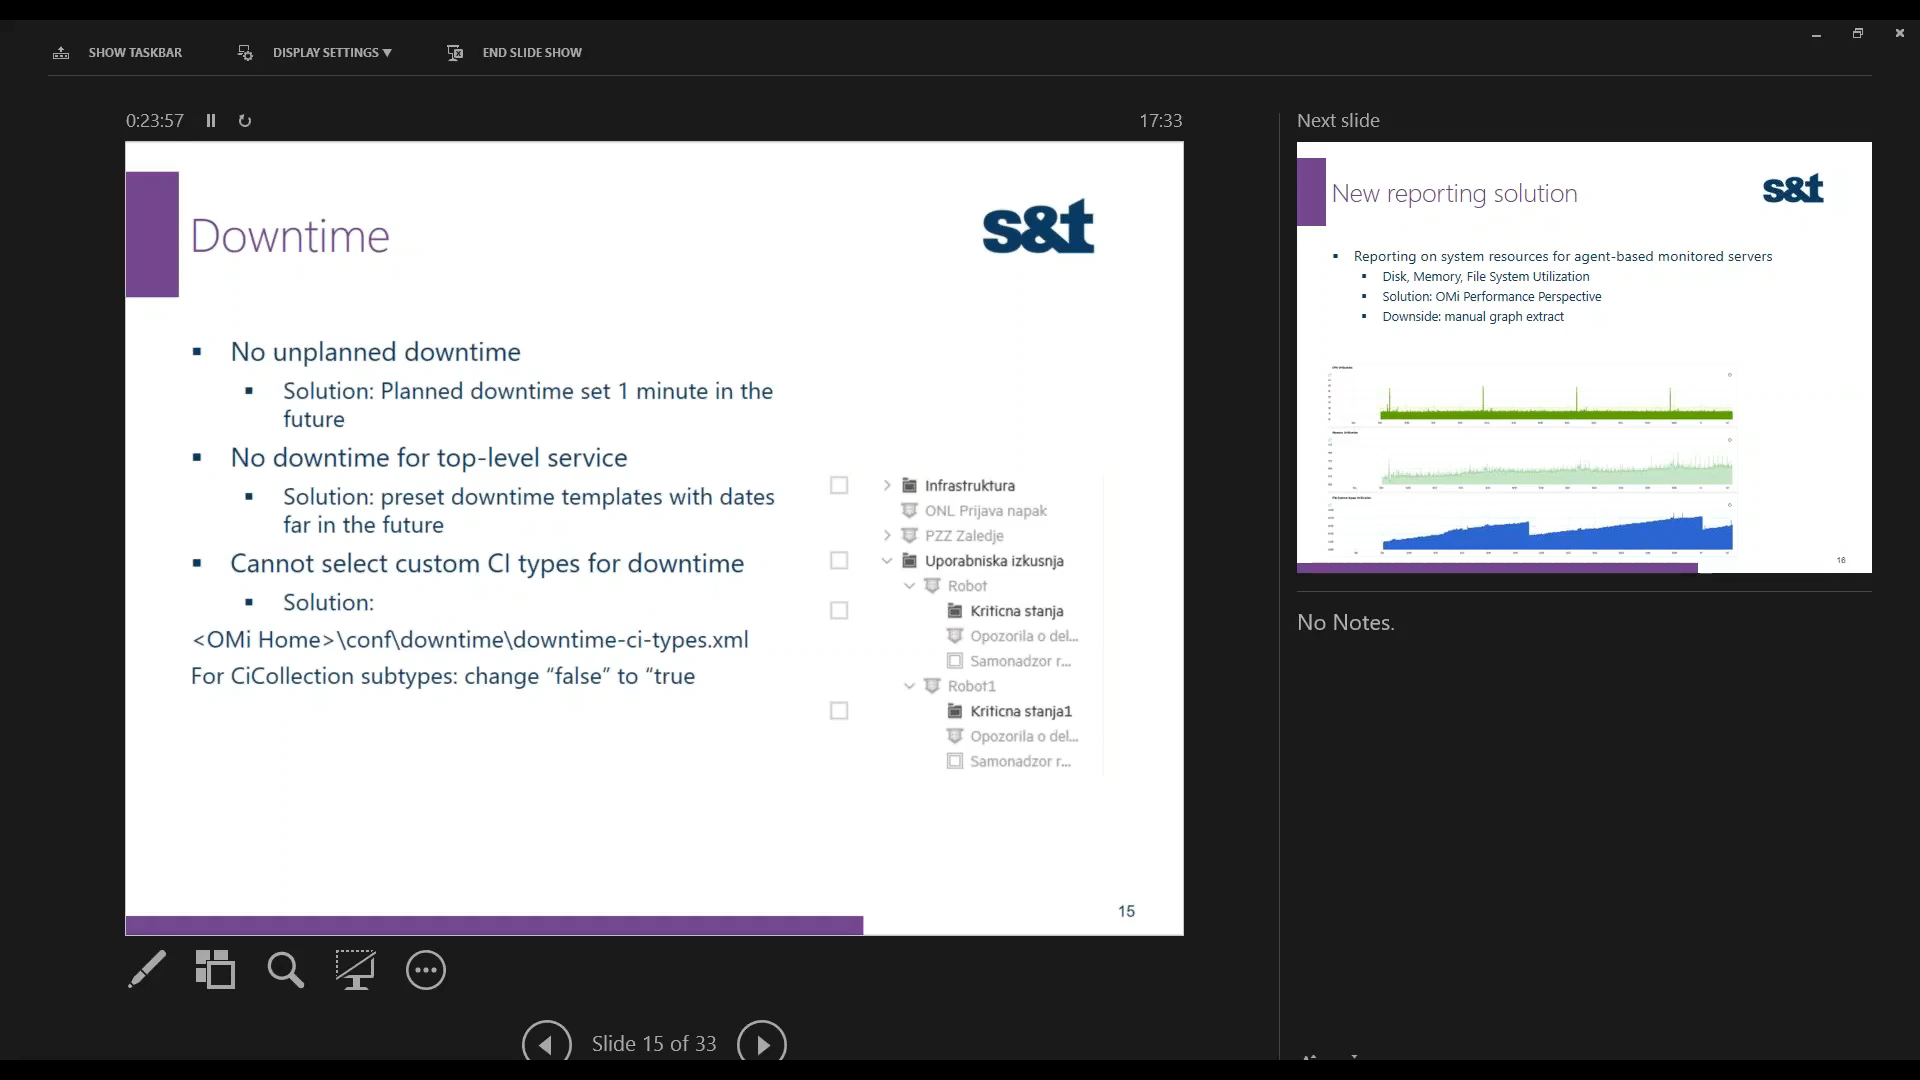 SHOW TASKBAR
DISPLAY SETTINGS ▼
END SLIDE SHOW
0:23:57
17:33
Downtime
s&t
▪ No unplanned downtime
▪ Solution: Planned downtime set 1 minute in the
future
▪ No downtime for top-level service
▪ Solution: preset downtime templates with dates
far in the future
▪ Cannot select custom CI types for downtime
▪ Solution:
<OMi Home>\conf\downtime\downtime-ci-types.xml
For CiCollection subtypes: change “false” to “true
Infrastruktura
ONL Prijava napak
PZZ Zaledje
Uporabniska izkusnja
Robot
Kriticna stanja
Opozorila o del...
Samonadzor r...
Robot1
Kriticna stanja1
Opozorila o del...
Samonadzor r...
15
Slide 15 of 33
Next slide
New reporting solution
s&t
▪ Reporting on system resources for agent-based monitored servers
▪ Disk, Memory, File System Utilization
▪ Solution: OMi Performance Perspective
▪ Downside: manual graph extract
16
No Notes.